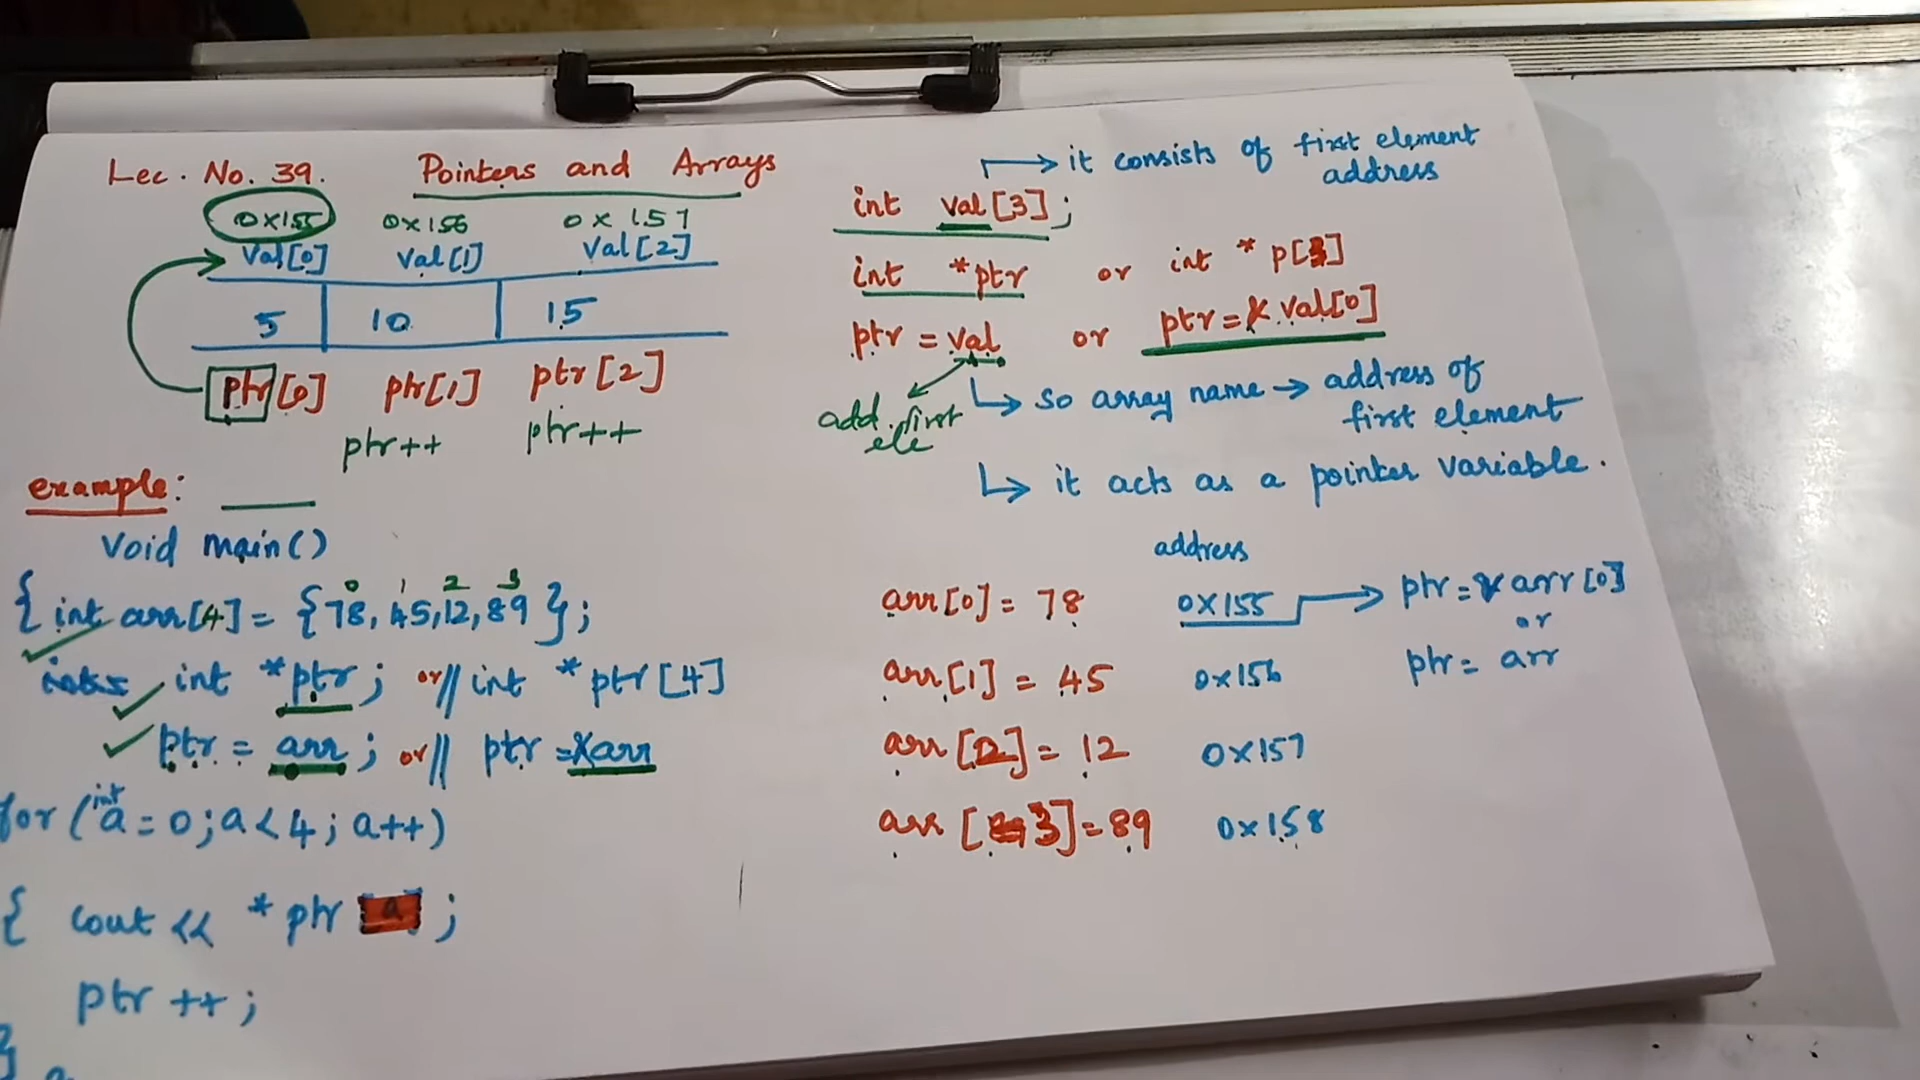 Lec. No. 39. Pointers and Arrays
0x155 0x156 0x157
Val[0] Val[1] Val[2]
5 10 15
ptr[0] ptr[1] ptr[2]
ptr++ ptr++
example:
Void main()
0 1 2 3
{ int arr[4] = {78, 45, 12, 89};
int *ptr; or // int *ptr[4]
ptr = arr; or // ptr = &arr
for (int a = 0; a < 4; a++)
{ cout << *ptr[a];
ptr ++;
}
it consists of first element
address
int val[3];
int *ptr or int * p[3]
ptr = val or ptr = & val[0]
add. first
ele
so array name → address of
first element
it acts as a pointer variable.
address
arr[0] = 78 0x155 → ptr = & arr[0]
or
arr[1] = 45 0x156 ptr = arr
arr[2] = 12 0x157
arr[3] = 89 0x158